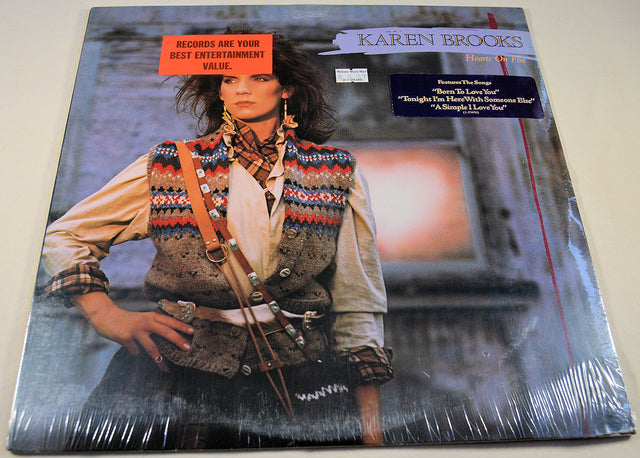 RECORDS ARE YOUR
BEST ENTERTAINMENT
VALUE.
KAREN BROOKS
Hearts On Fire
Features The Songs
"Born To Love You"
"Tonight I'm Here With Someone Else"
"A Simple I Love You"